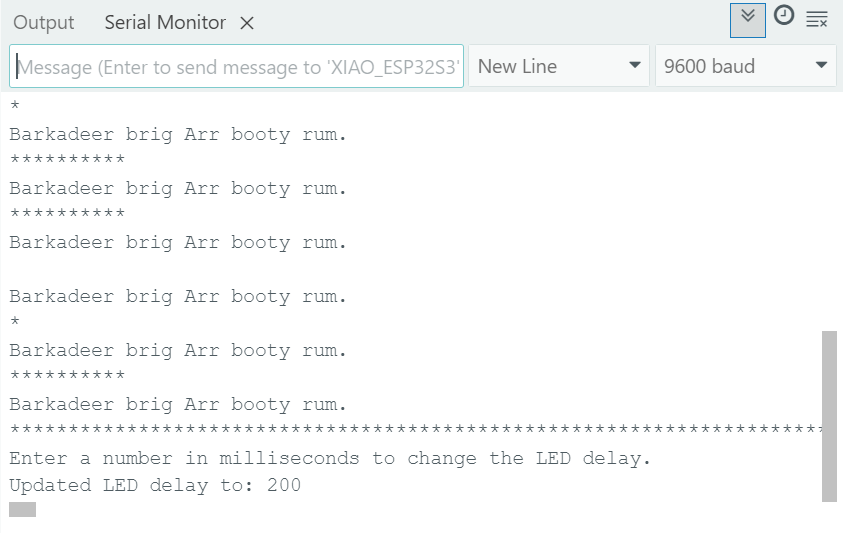 Output Serial Monitor
Message (Enter to send message to 'XIAO_ESP32S3' New Line 9600 baud
*
Barkadeer brig Arr booty rum.
**********
Barkadeer brig Arr booty rum.
**********
Barkadeer brig Arr booty rum.
Barkadeer brig Arr booty rum.
*
Barkadeer brig Arr booty rum.
**********
Barkadeer brig Arr booty rum.
**********************************************************************
Enter a number in milliseconds to change the LED delay.
Updated LED delay to: 200